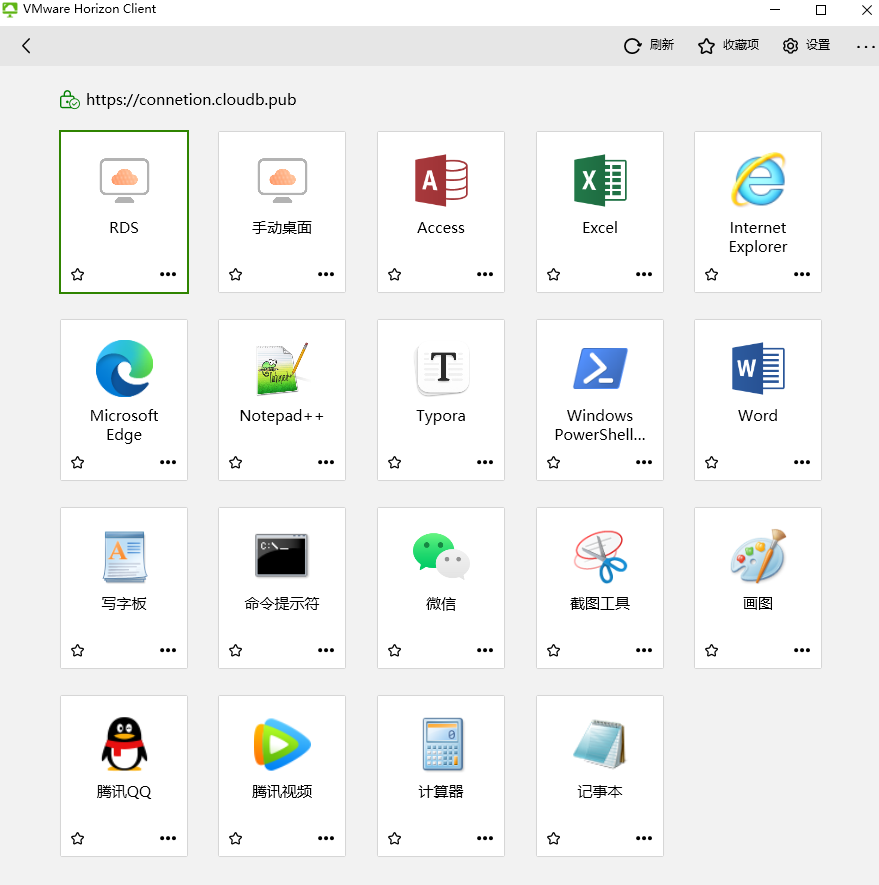 VMware Horizon Client
刷新
收藏项
设置
https://connetion.cloudb.pub
RDS
手动桌面
Access
Excel
Internet
Explorer
Microsoft
Edge
Notepad++
Typora
Windows
PowerShell...
Word
写字板
命令提示符
微信
截图工具
画图
腾讯QQ
腾讯视频
计算器
记事本